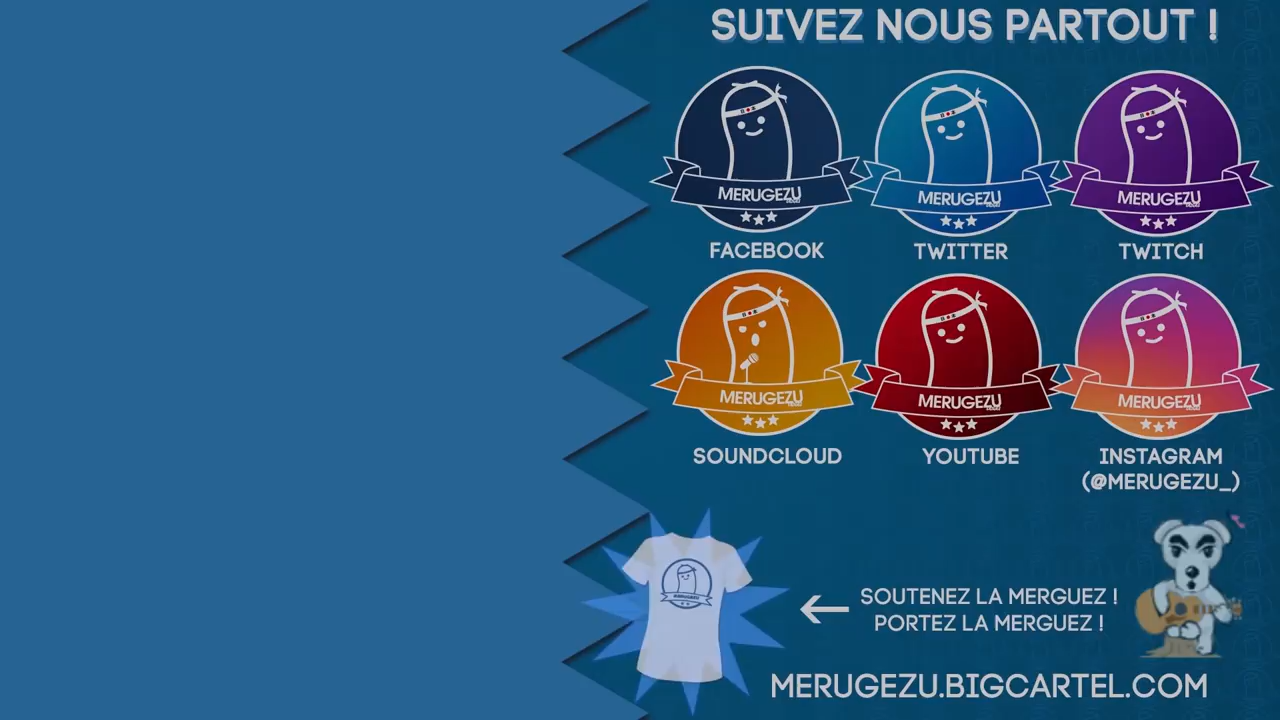 SUIVEZ NOUS PARTOUT !
MERUGEZU
MERUGEZU
MERUGEZU
FACEBOOK
TWITTER
TWITCH
MERUGEZU
MERUGEZU
MERUGEZU
SOUNDCLOUD
YOUTUBE
INSTAGRAM
(@MERUGEZU_)
SOUTENEZ LA MERGUEZ !
PORTEZ LA MERGUEZ !
MERUGEZU.BIGCARTEL.COM